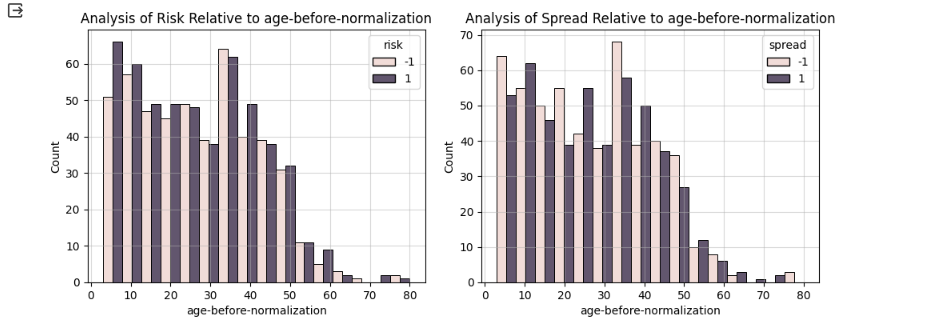 Analysis of Risk Relative to age-before-normalization
risk
-1
1
60
50
40
30
20
10
0
Count
0 10 20 30 40 50 60 70 80
age-before-normalization
Analysis of Spread Relative to age-before-normalization
spread
-1
1
70
60
50
40
30
20
10
0
Count
0 10 20 30 40 50 60 70 80
age-before-normalization